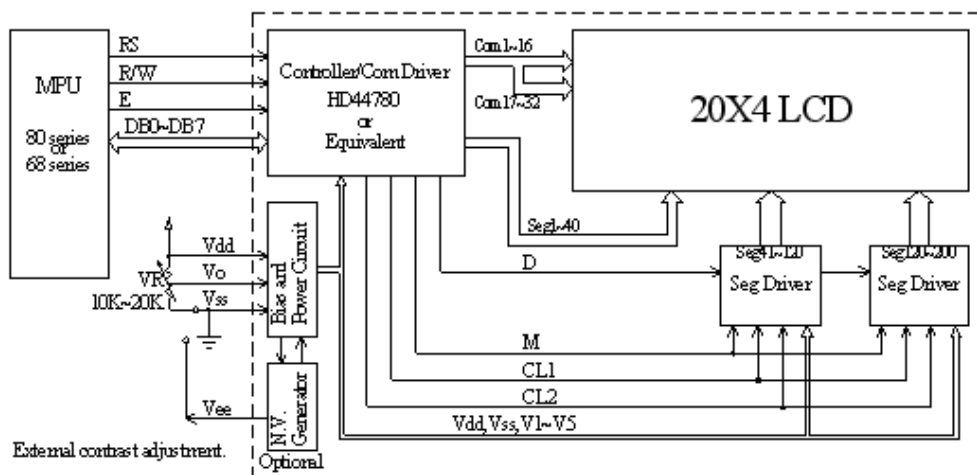 MPU
80 series
or
68 series
RS
R/W
E
DB0~DB7
Controller/Com Driver
HD44780
or
Equivalent
Com1~16
Com17~32
20X4 LCD
Seg1~40
D
Seg41~120
Seg Driver
Seg120~200
Seg Driver
Vdd
Vo
Vss
VR
10K~20K
Bias and
Power Circuit
M
CL1
CL2
Vdd,Vss,V1~V5
Vee
N.V.
Generator
Optional
External contrast adjustment.